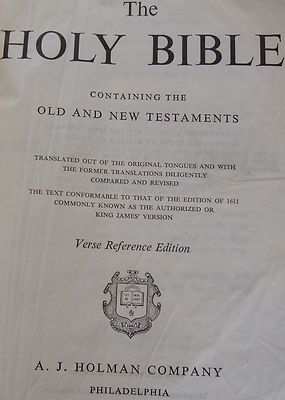 The
HOLY BIBLE
CONTAINING THE
OLD AND NEW TESTAMENTS
TRANSLATED OUT OF THE ORIGINAL TONGUES AND WITH
THE FORMER TRANSLATIONS DILIGENTLY
COMPARED AND REVISED
THE TEXT CONFORMABLE TO THAT OF THE EDITION OF 1611
COMMONLY KNOWN AS THE AUTHORIZED OR
KING JAMES' VERSION
Verse Reference Edition
A. J. HOLMAN COMPANY
PHILADELPHIA